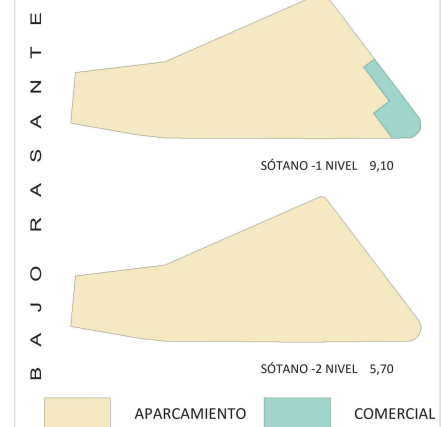 BAJO RASANTE
SÓTANO -1 NIVEL 9,10
SÓTANO -2 NIVEL 5,70
APARCAMIENTO COMERCIAL